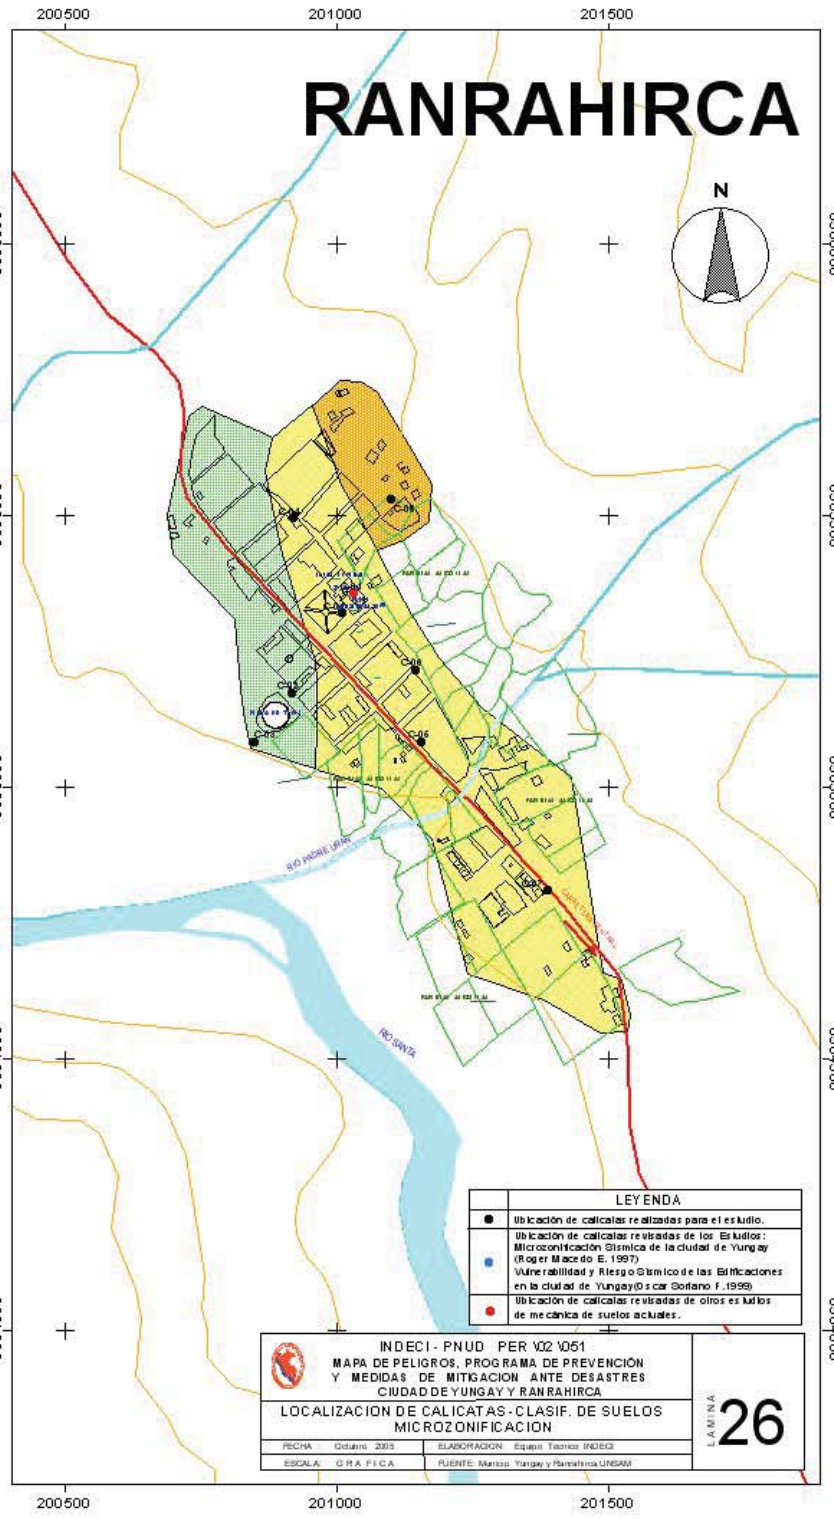 200500 201000 201500
RANRAHIRCA
N
C-08
C-06
C-05
RIO PADRE URAN
RIO SANTA
LEYENDA
Ubicación de calicatas realizadas para el estudio.
Ubicación de calicatas revisadas de los Estudios:
Microzonificación Sísmica de la ciudad de Yungay
(Roger Macedo E. 1997)
Vulnerabilidad y Riesgo Sísmico de las Edificaciones
en la ciudad de Yungay(Oscar Soriano F.1999)
Ubicación de calicatas revisadas de otros estudios
de mecánica de suelos actuales.
INDECI - PNUD PER \02 \051
MAPA DE PELIGROS, PROGRAMA DE PREVENCIÓN
Y MEDIDAS DE MITIGACION ANTE DESASTRES
CIUDAD DE YUNGAY Y RANRAHIRCA
LOCALIZACION DE CALICATAS - CLASIF. DE SUELOS
MICROZONIFICACION
FECHA : Octubre 2005 ELABORACION: Equipo Técnico INDECI
ESCALA: GRAFICA FUENTE: Municip. Yungay y Ranrahirca, UNSAM
LAMINA
26
200500 201000 201500